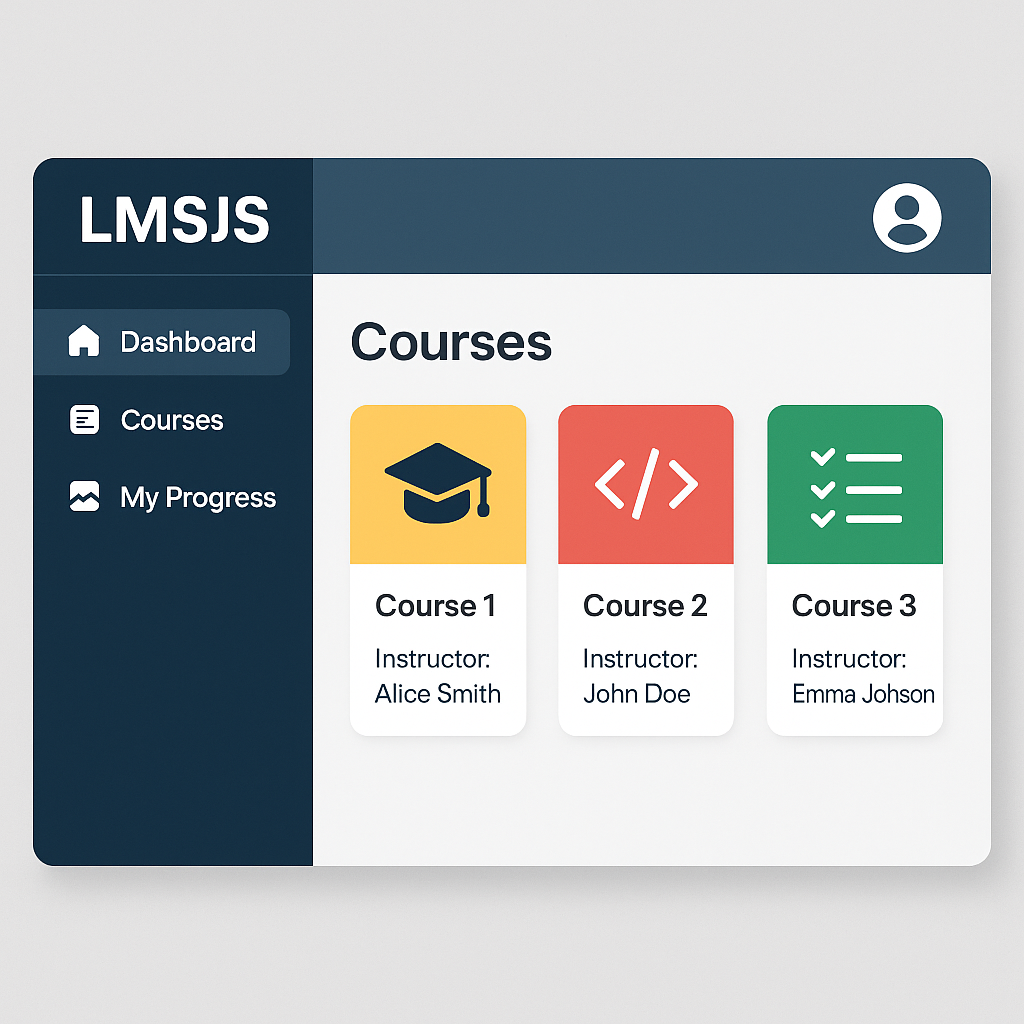 LMSJS
Dashboard
Courses
My Progress
Courses
Course 1
Instructor:
Alice Smith
Course 2
Instructor:
John Doe
Course 3
Instructor:
Emma Johson